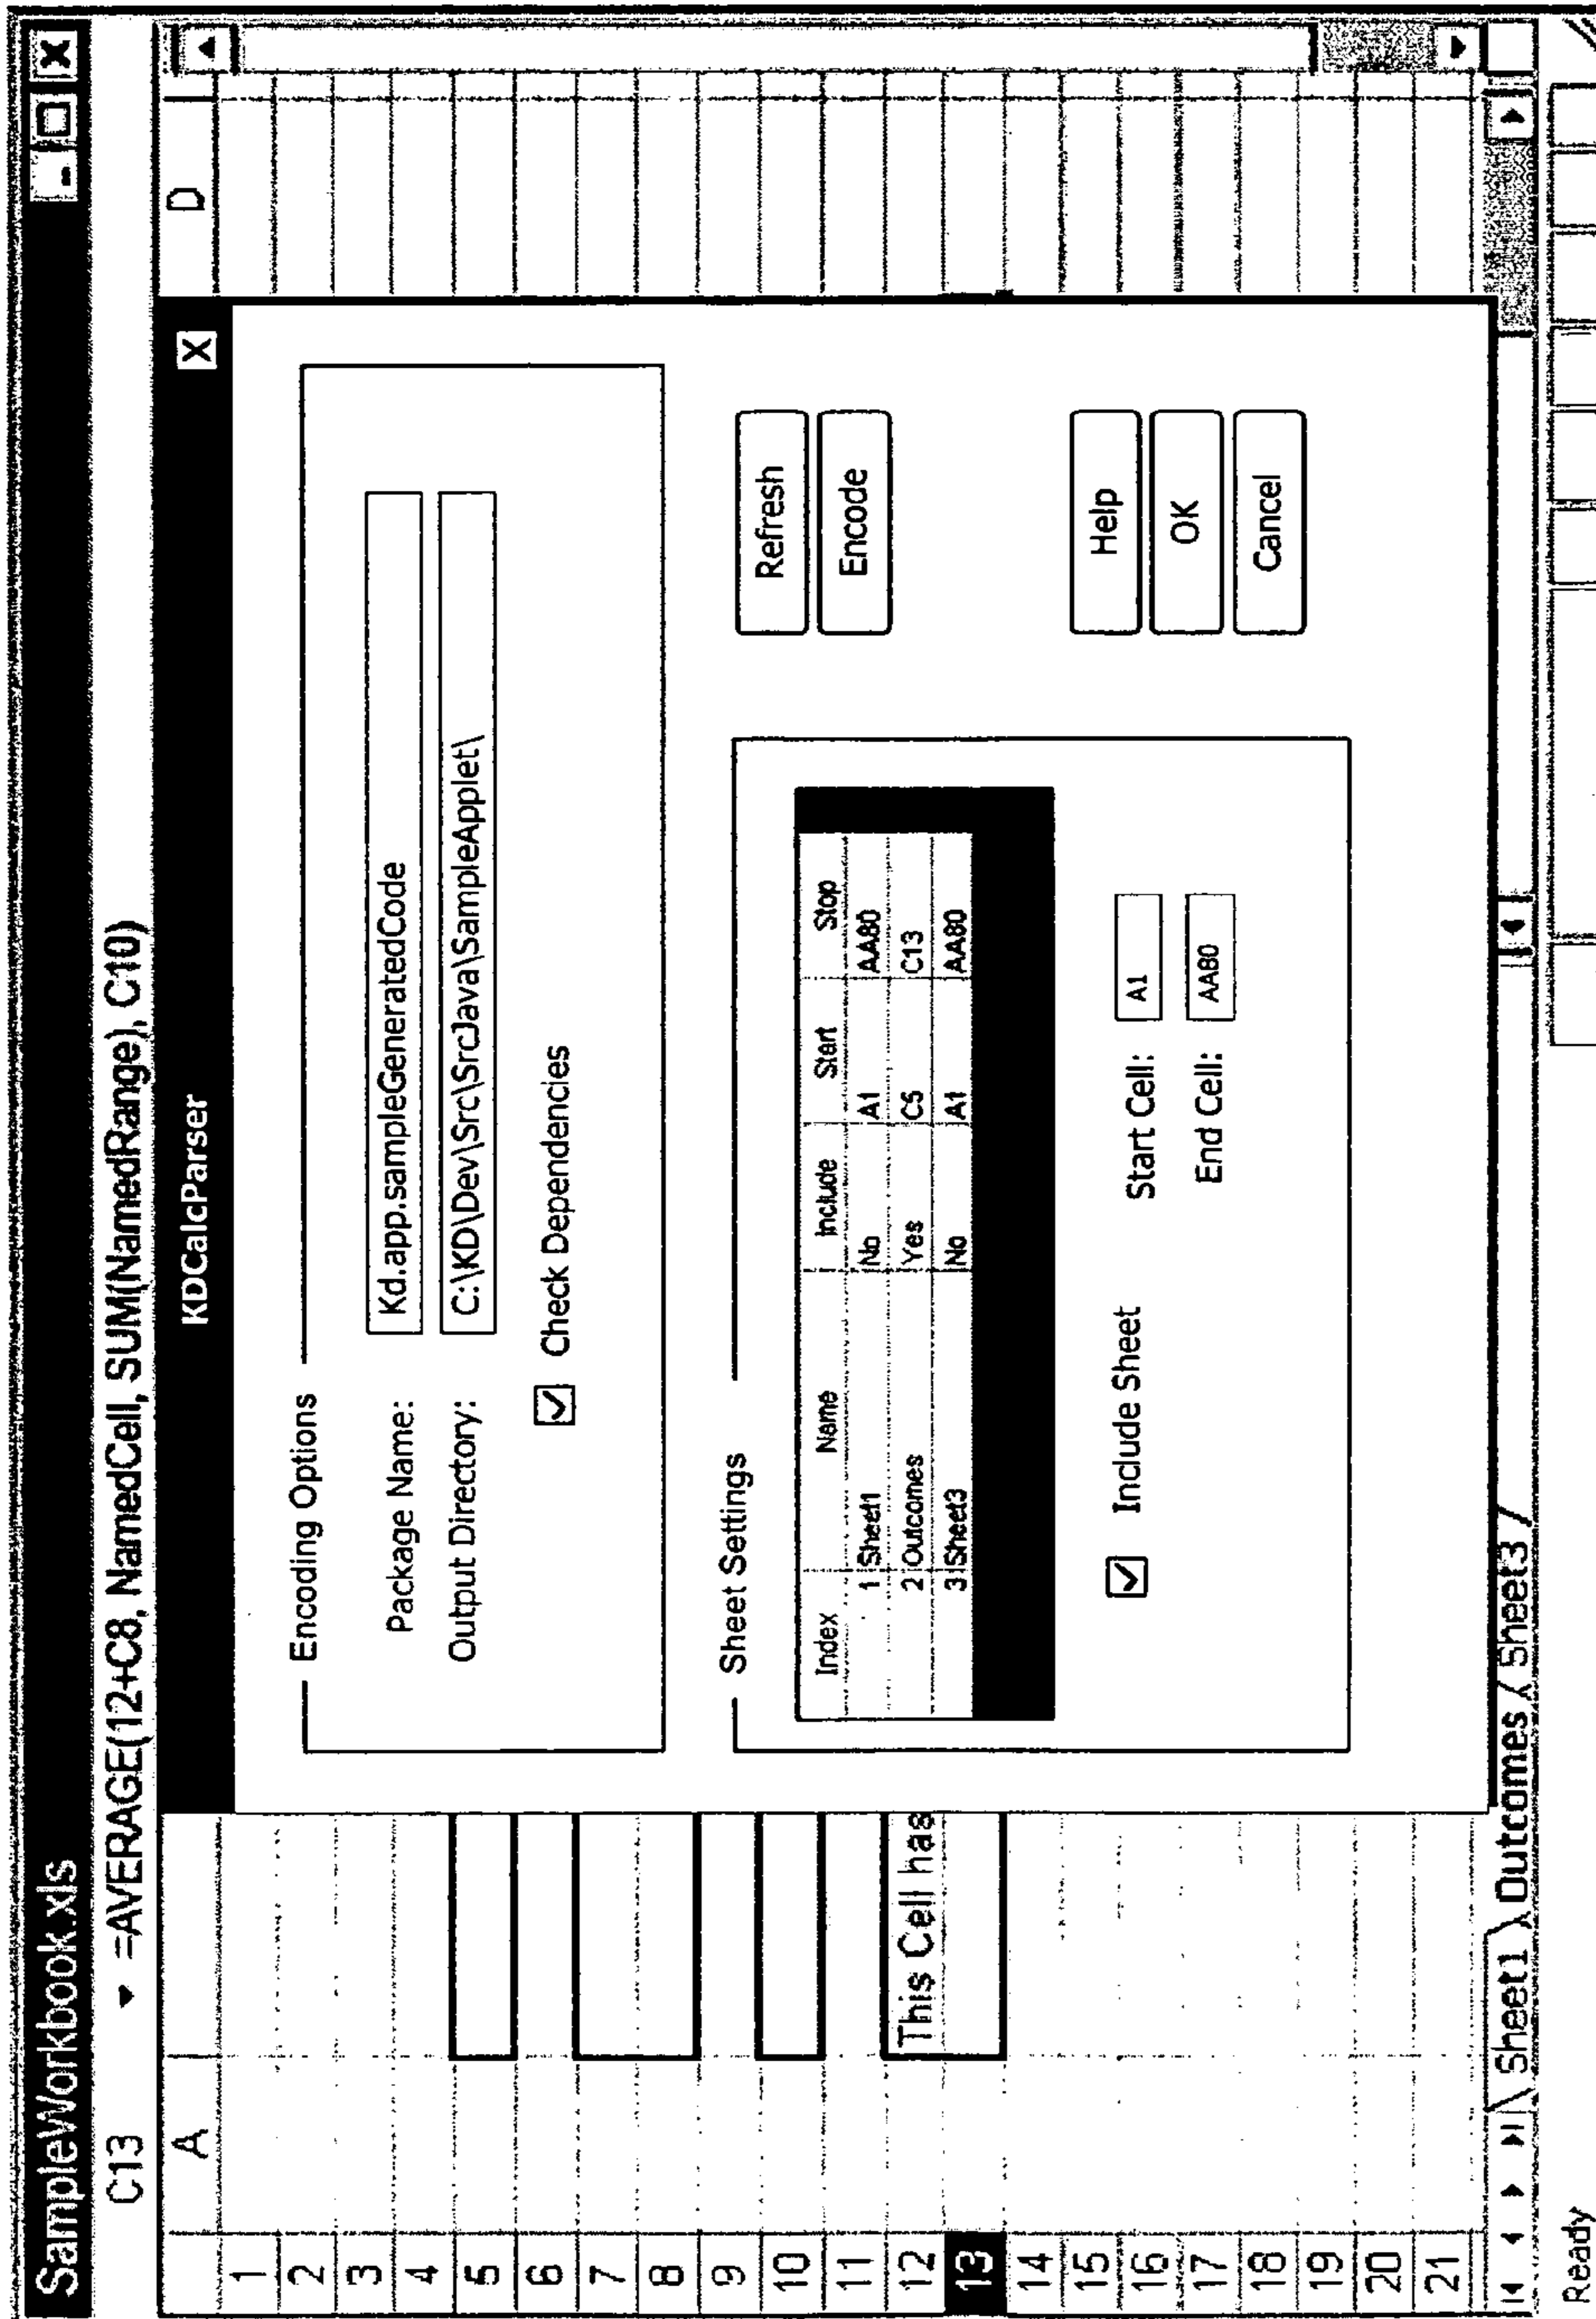 SampleWorkbook.xls
C13 =AVERAGE(12+C8, NamedCell, SUM(NamedRange), C10)
A D
1
2
3
4
5
6
7
8
9
10
11
12 This Cell has
13
14
15
16
17
18
19
20
21
KDCalcParser X
Encoding Options
Package Name: Kd.app.sampleGeneratedCode
Output Directory: C:\KD\Dev\Src\SrcJava\SampleApplet\
Check Dependencies
Sheet Settings
Index Name Include Start Stop
1 Sheet1 No A1 AA80
2 Outcomes Yes C5 C13
3 Sheet3 No A1 AA80
Include Sheet Start Cell: A1
End Cell: AA80
Refresh
Encode
Help
OK
Cancel
Sheet1 Outcomes Sheet3
Ready